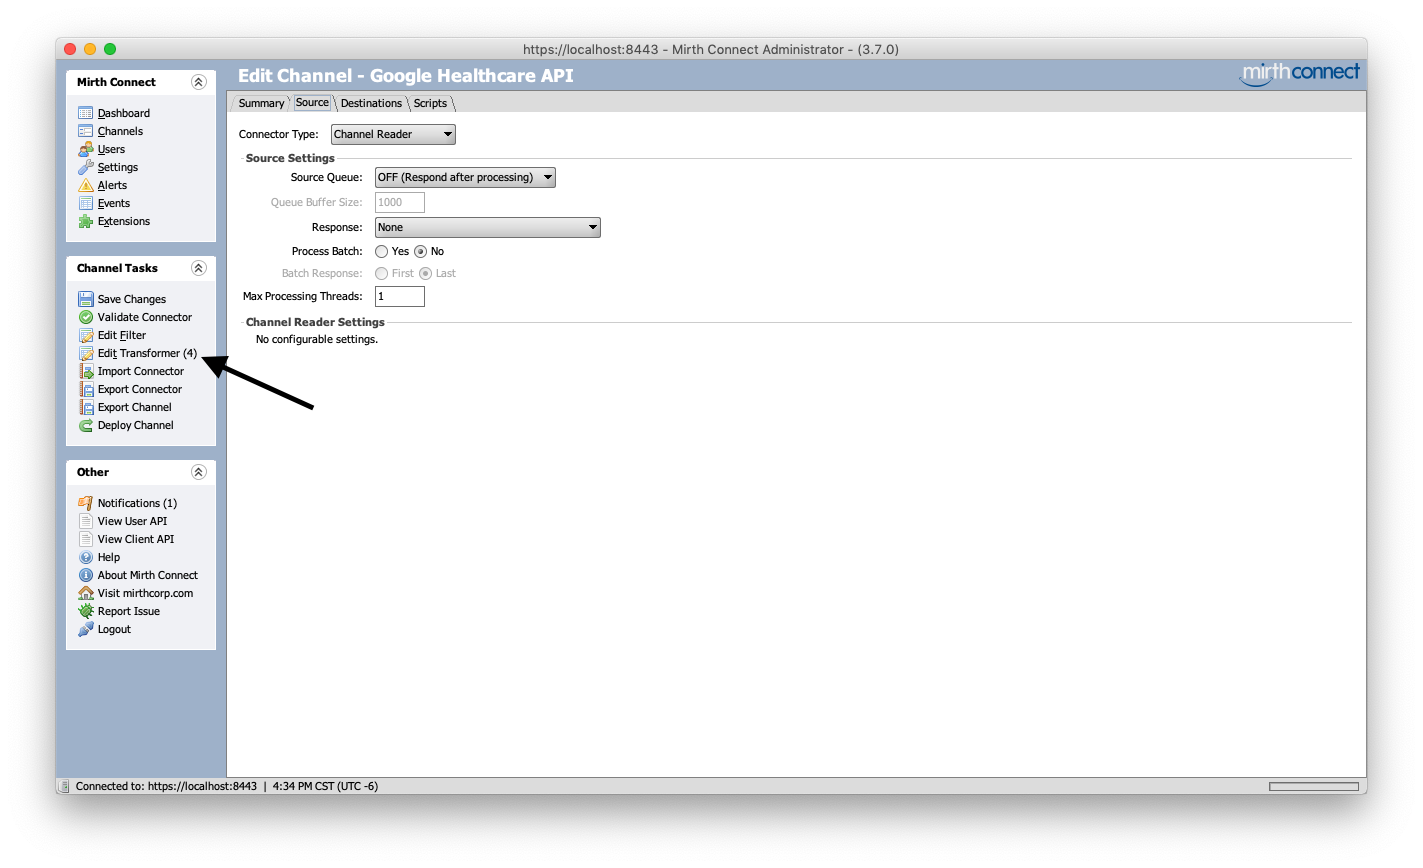 https://localhost:8443 - Mirth Connect Administrator - (3.7.0)
Mirth Connect
Dashboard
Channels
Users
Settings
Alerts
Events
Extensions
Channel Tasks
Save Changes
Validate Connector
Edit Filter
Edit Transformer (4)
Import Connector
Export Connector
Export Channel
Deploy Channel
Other
Notifications (1)
View User API
View Client API
Help
About Mirth Connect
Visit mirthcorp.com
Report Issue
Logout
Edit Channel - Google Healthcare API
mirthconnect
Summary Source Destinations Scripts
Connector Type: Channel Reader
Source Settings
Source Queue: OFF (Respond after processing)
Queue Buffer Size: 1000
Response: None
Process Batch: Yes No
Batch Response: First Last
Max Processing Threads: 1
Channel Reader Settings
No configurable settings.
Connected to: https://localhost:8443 | 4:34 PM CST (UTC -6)